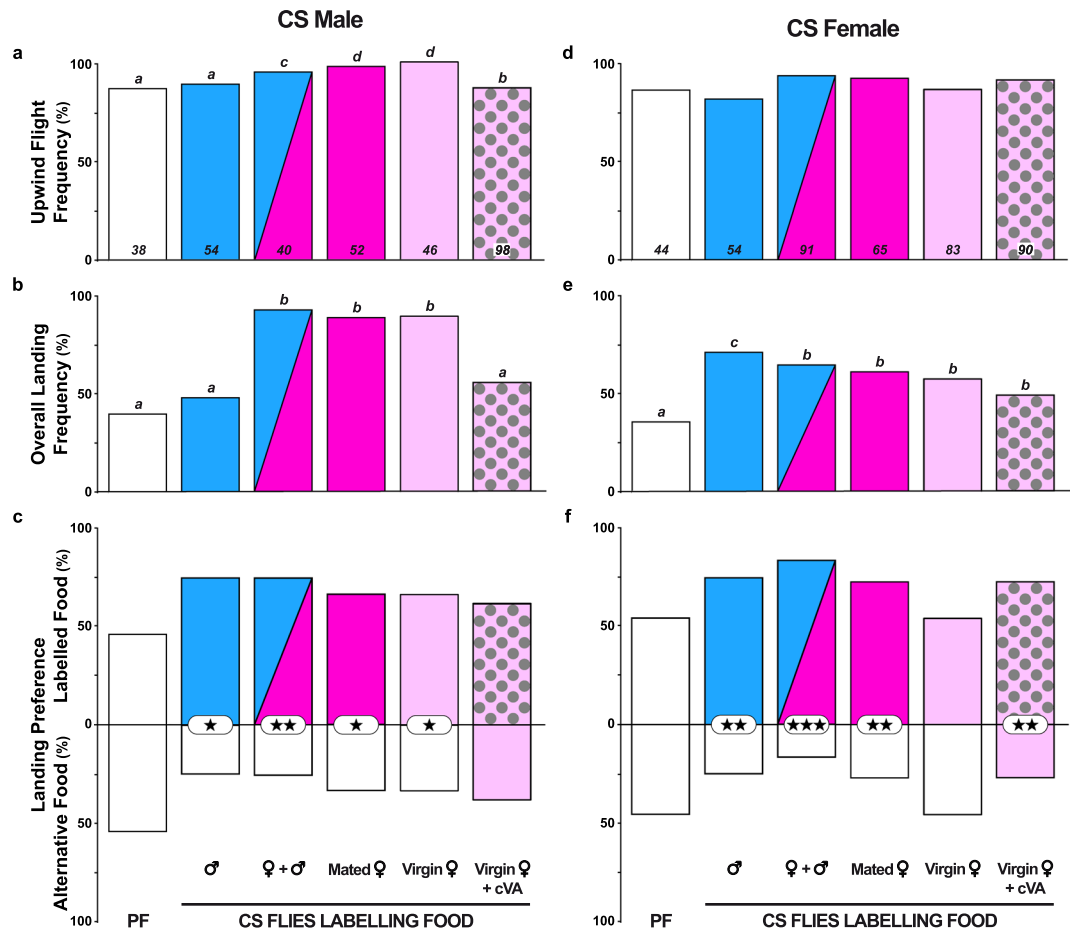 CS Male
CS Female
a
Upwind Flight
Frequency (%)
100
50
0
a
a
c
d
d
b
38
54
40
52
46
98
d
100
50
0
44
54
91
65
83
90
b
Overall Landing
Frequency (%)
100
50
0
a
a
b
b
b
a
e
100
50
0
a
c
b
b
b
b
c
Landing Preference
Alternative Food (%) Labelled Food (%)
100
50
0
50
100
★
★★
★
★
♂
♀ + ♂
Mated ♀
Virgin ♀
Virgin ♀
+ cVA
PF
CS FLIES LABELLING FOOD
f
100
50
0
50
100
★★
★★★
★★
★★
♂
♀ + ♂
Mated ♀
Virgin ♀
Virgin ♀
+ cVA
PF
CS FLIES LABELLING FOOD